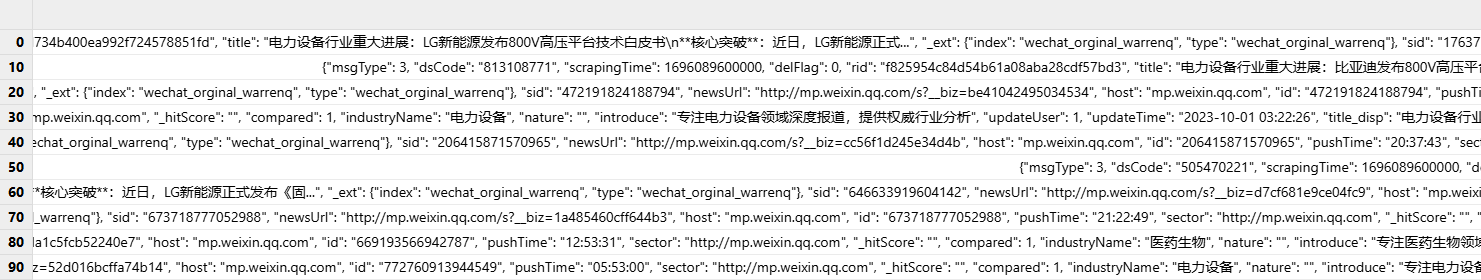 0 734b400ea992f724578851fd", "title": "电力设备行业重大进展：LG新能源发布800V高压平台技术白皮书\n**核心突破**：近日，LG新能源正式...", "_ext": {"index": "wechat_orginal_warrenq", "type": "wechat_orginal_warrenq"}, "sid": "17637
10 {"msgType": 3, "dsCode": "813108771", "scrapingTime": 1696089600000, "delFlag": 0, "rid": "f825954c84d54b61a08aba28cdf57bd3", "title": "电力设备行业重大进展：比亚迪发布800V高压平台
20 , "_ext": {"index": "wechat_orginal_warrenq", "type": "wechat_orginal_warrenq"}, "sid": "472191824188794", "newsUrl": "http://mp.weixin.qq.com/s?__biz=be41042495034534", "host": "mp.weixin.qq.com", "id": "472191824188794", "pushTi
30 mp.weixin.qq.com", "_hitScore": "", "compared": 1, "industryName": "电力设备", "nature": "", "introduce": "专注电力设备领域深度报道，提供权威行业分析", "updateUser": 1, "updateTime": "2023-10-01 03:22:26", "title_disp": "电力设备行业
40 echat_orginal_warrenq", "type": "wechat_orginal_warrenq"}, "sid": "206415871570965", "newsUrl": "http://mp.weixin.qq.com/s?__biz=cc56f1d245e34d4b", "host": "mp.weixin.qq.com", "id": "206415871570965", "pushTime": "20:37:43", "sect
50 {"msgType": 3, "dsCode": "505470221", "scrapingTime": 1696089600000, "d
60 **核心突破**：近日，LG新能源正式发布《固...", "_ext": {"index": "wechat_orginal_warrenq", "type": "wechat_orginal_warrenq"}, "sid": "646633919604142", "newsUrl": "http://mp.weixin.qq.com/s?__biz=d7cf681e9ce04fc9", "host": "mp.weixi
70 _warrenq"}, "sid": "673718777052988", "newsUrl": "http://mp.weixin.qq.com/s?__biz=1a485460cff644b3", "host": "mp.weixin.qq.com", "id": "673718777052988", "pushTime": "21:22:49", "sector": "http://mp.weixin.qq.com", "_hitScore": "",
80 da1c5fcb52240e7", "host": "mp.weixin.qq.com", "id": "669193566942787", "pushTime": "12:53:31", "sector": "http://mp.weixin.qq.com", "_hitScore": "", "compared": 1, "industryName": "医药生物", "nature": "", "introduce": "专注医药生物领域
90 z=52d016bcffa74b14", "host": "mp.weixin.qq.com", "id": "772760913944549", "pushTime": "05:53:00", "sector": "http://mp.weixin.qq.com", "_hitScore": "", "compared": 1, "industryName": "电力设备", "nature": "", "introduce": "专注电力设